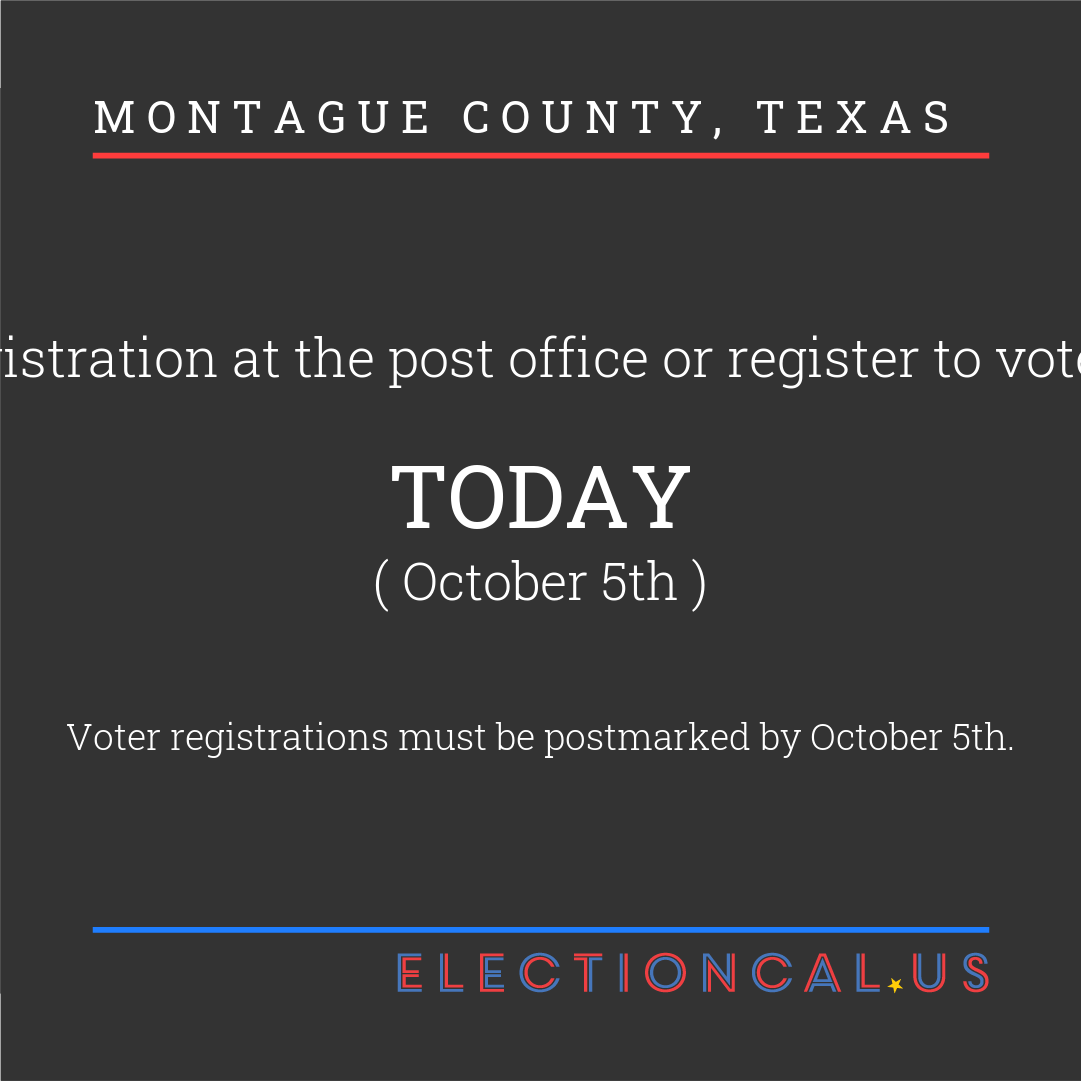 MONTAGUE COUNTY, TEXAS
istration at the post office or register to vot
TODAY
( October 5th )
Voter registrations must be postmarked by October 5th.
ELECTIONCAL.US